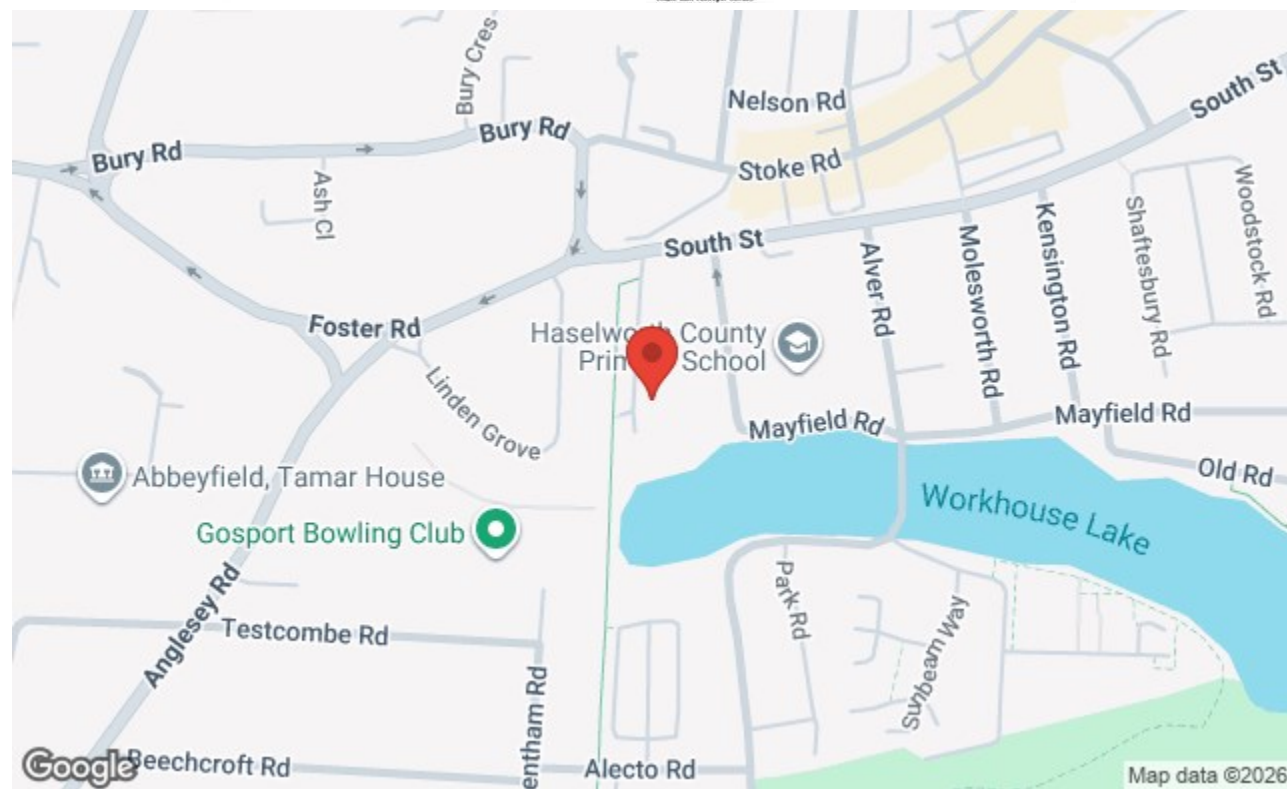 Bury Cres
Nelson Rd
South St
Bury Rd
Bury Rd
Stoke Rd
Ash Cl
Woodstock Rd
Shaftesbury Rd
Kensington Rd
Molesworth Rd
Alver Rd
South St
Foster Rd
Haselworth County
Primary School
Linden Grove
Mayfield Rd
Mayfield Rd
Old Rd
Abbeyfield, Tamar House
Workhouse Lake
Gosport Bowling Club
Park Rd
Sunbeam Way
Anglesey Rd
Testcombe Rd
entham Rd
Beechcroft Rd
Alecto Rd
Google
Map data ©2026